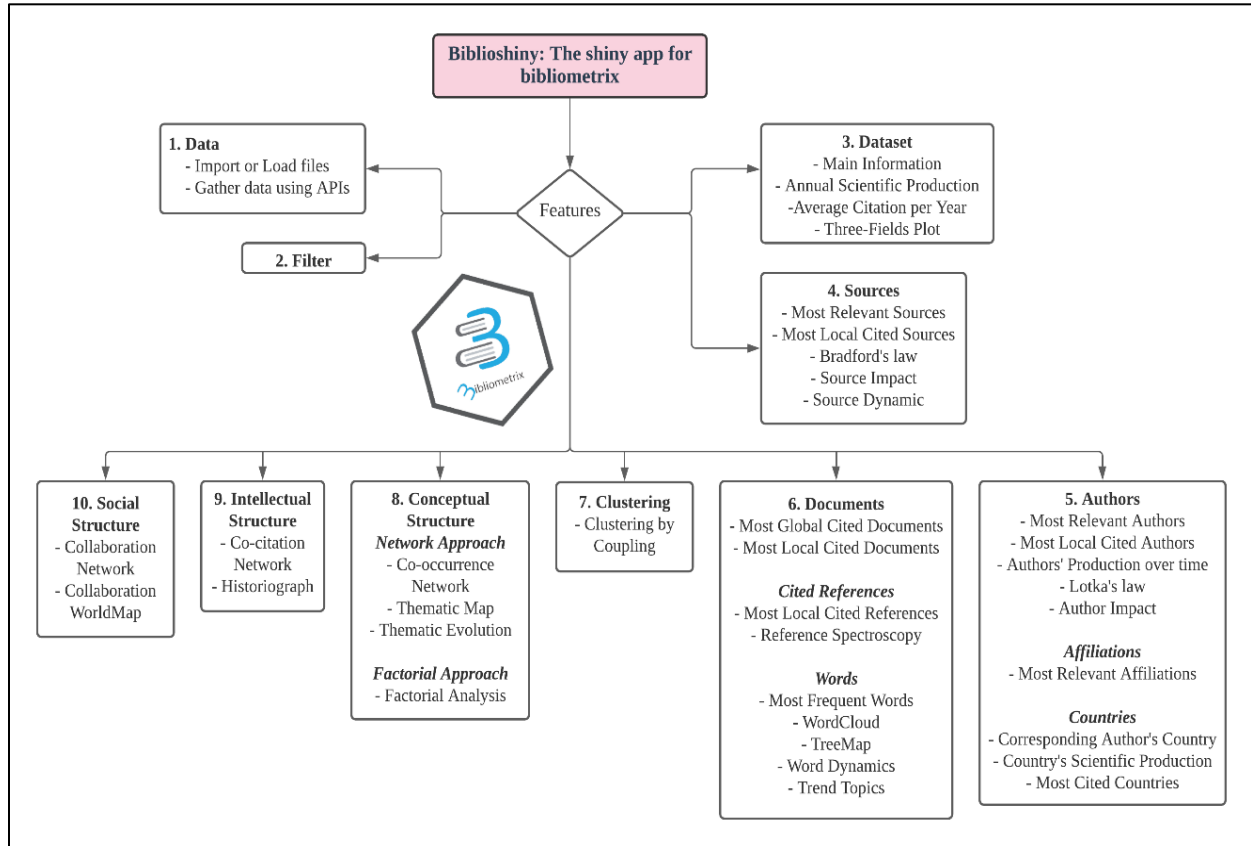 Biblioshiny: The shiny app for
bibliometrix
1. Data
- Import or Load files
- Gather data using APIs
2. Filter
Features
3. Dataset
- Main Information
- Annual Scientific Production
-Average Citation per Year
- Three-Fields Plot
4. Sources
- Most Relevant Sources
- Most Local Cited Sources
- Bradford's law
- Source Impact
- Source Dynamic
Bibliometrix
10. Social
Structure
- Collaboration
Network
- Collaboration
WorldMap
9. Intellectual
Structure
- Co-citation
Network
- Historiograph
8. Conceptual
Structure
Network Approach
- Co-occurrence
Network
- Thematic Map
- Thematic Evolution
Factorial Approach
- Factorial Analysis
7. Clustering
- Clustering by
Coupling
6. Documents
- Most Global Cited Documents
- Most Local Cited Documents
Cited References
- Most Local Cited References
- Reference Spectroscopy
Words
- Most Frequent Words
- WordCloud
- TreeMap
- Word Dynamics
- Trend Topics
5. Authors
- Most Relevant Authors
- Most Local Cited Authors
- Authors' Production over time
- Lotka's law
- Author Impact
Affiliations
- Most Relevant Affiliations
Countries
- Corresponding Author's Country
- Country's Scientific Production
- Most Cited Countries